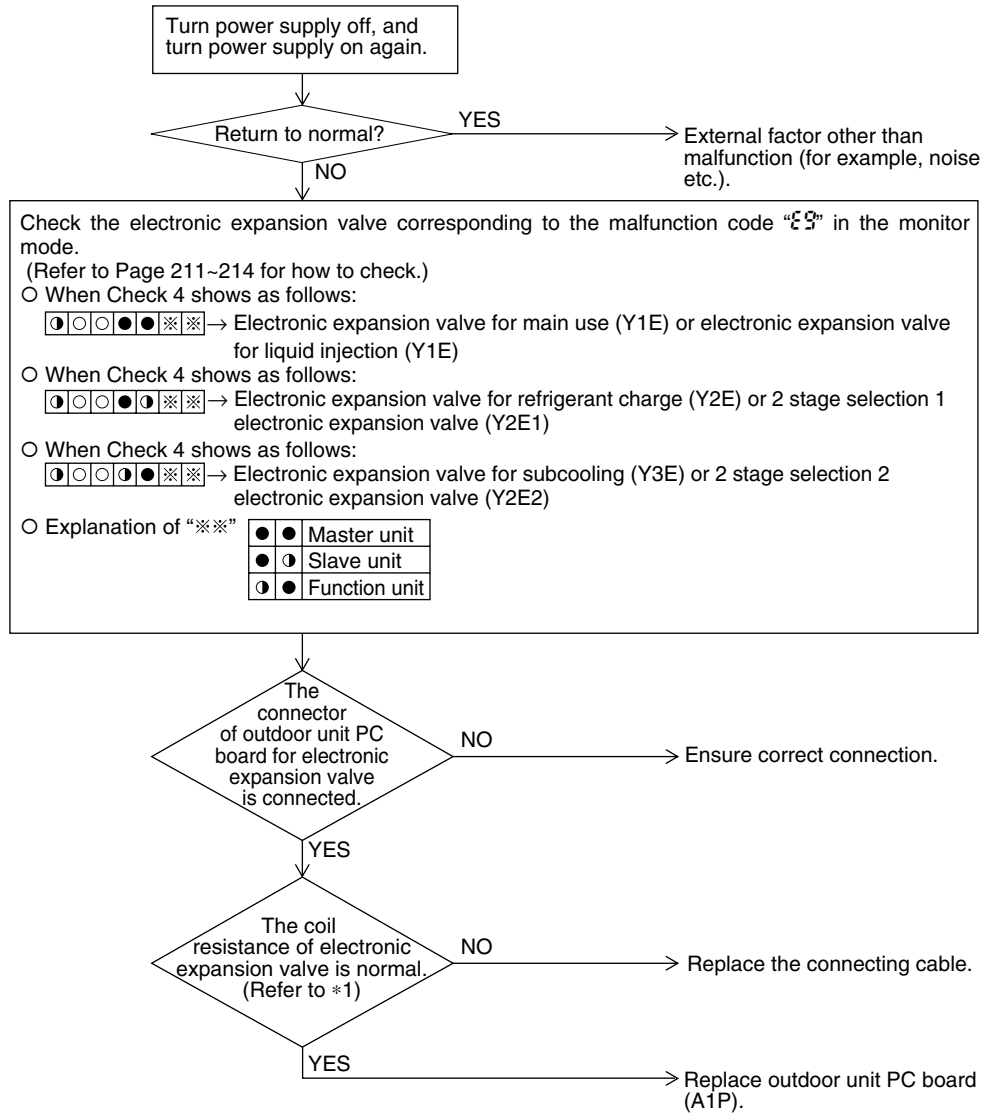 Turn power supply off, and
turn power supply on again.
Return to normal?
YES
External factor other than
malfunction (for example, noise
etc.).
NO
Check the electronic expansion valve corresponding to the malfunction code “E9” in the monitor
mode.
(Refer to Page 211~214 for how to check.)
○ When Check 4 shows as follows:
◑ ○ ○ ● ● ※ ※ → Electronic expansion valve for main use (Y1E) or electronic expansion valve
for liquid injection (Y1E)
○ When Check 4 shows as follows:
◑ ○ ○ ● ◑ ※ ※ → Electronic expansion valve for refrigerant charge (Y2E) or 2 stage selection 1
electronic expansion valve (Y2E1)
○ When Check 4 shows as follows:
◑ ○ ○ ◑ ● ※ ※ → Electronic expansion valve for subcooling (Y3E) or 2 stage selection 2
electronic expansion valve (Y2E2)
○ Explanation of “※※”
● ● Master unit
● ◑ Slave unit
◑ ● Function unit
The
connector
of outdoor unit PC
board for electronic
expansion valve
is connected.
NO
Ensure correct connection.
YES
The coil
resistance of electronic
expansion valve is normal.
(Refer to *1)
NO
Replace the connecting cable.
YES
Replace outdoor unit PC board
(A1P).